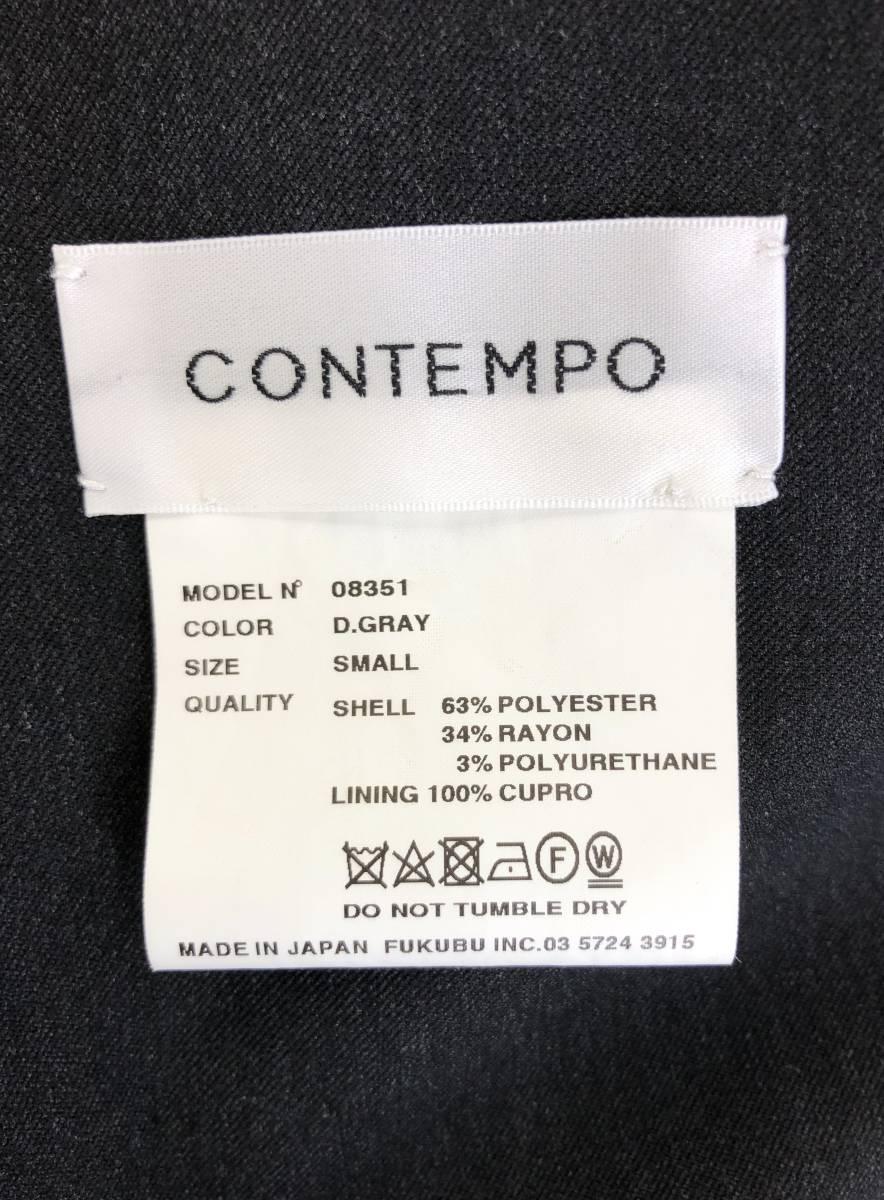 CONTEMPO
MODEL N° 08351
COLOR D.GRAY
SIZE SMALL
QUALITY SHELL 63% POLYESTER
34% RAYON
3% POLYURETHANE
LINING 100% CUPRO
F W
DO NOT TUMBLE DRY
MADE IN JAPAN FUKUBU INC.03 5724 3915